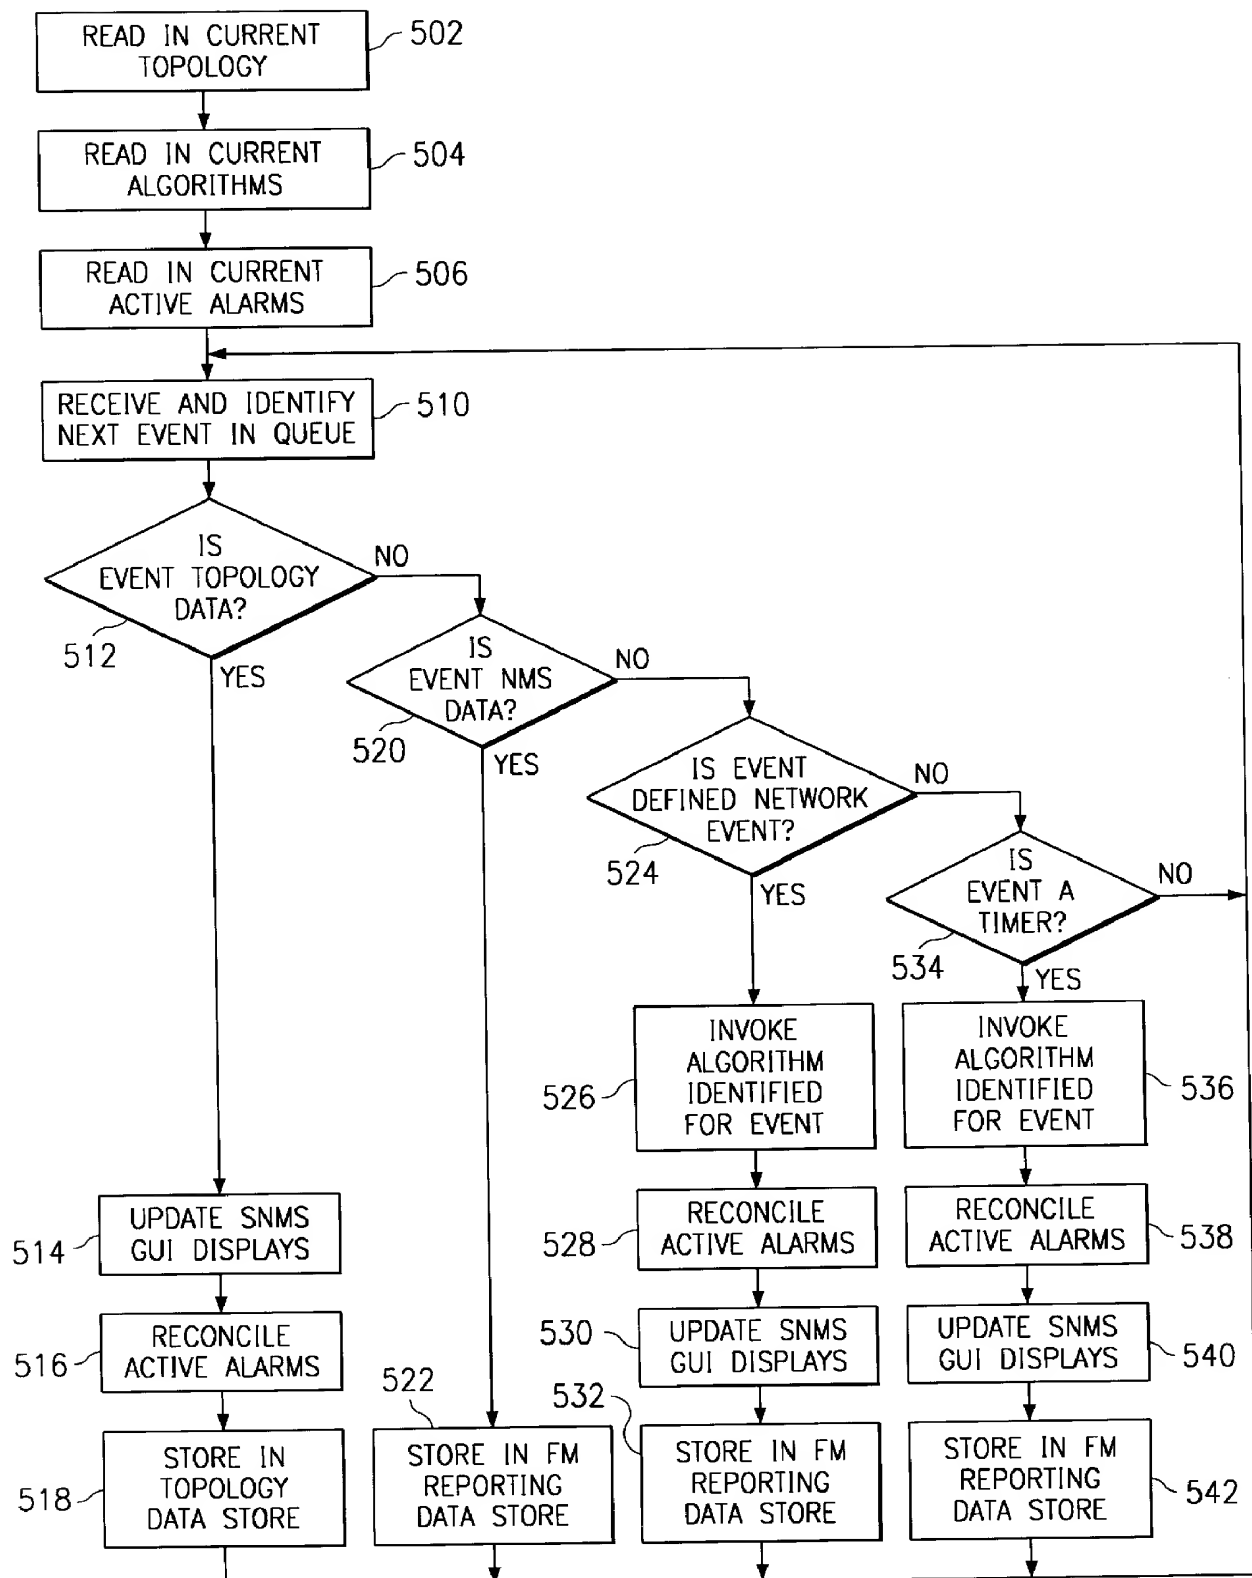 READ IN CURRENT
TOPOLOGY
502
READ IN CURRENT
ALGORITHMS
504
READ IN CURRENT
ACTIVE ALARMS
506
RECEIVE AND IDENTIFY
NEXT EVENT IN QUEUE
510
IS
EVENT TOPOLOGY
DATA?
NO
512
YES
IS
EVENT NMS
DATA?
NO
520
YES
IS EVENT
DEFINED NETWORK
EVENT?
NO
524
YES
IS
EVENT A
TIMER?
NO
534
YES
INVOKE
ALGORITHM
IDENTIFIED
FOR EVENT
526
INVOKE
ALGORITHM
IDENTIFIED
FOR EVENT
536
UPDATE SNMS
GUI DISPLAYS
514
RECONCILE
ACTIVE ALARMS
528
RECONCILE
ACTIVE ALARMS
538
RECONCILE
ACTIVE ALARMS
516
UPDATE SNMS
GUI DISPLAYS
530
UPDATE SNMS
GUI DISPLAYS
540
STORE IN
TOPOLOGY
DATA STORE
518
522
STORE IN FM
REPORTING
DATA STORE
532
STORE IN FM
REPORTING
DATA STORE
STORE IN FM
REPORTING
DATA STORE
542